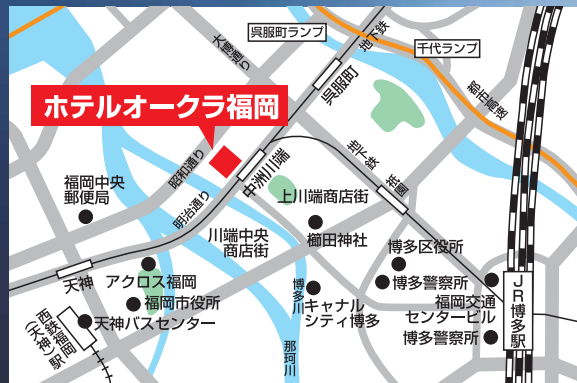 呉服町ランプ
千代ランプ
大博通り
地下鉄
呉服町
都市高速
ホテルオークラ福岡
昭和通り
中洲川端
地下鉄
祇園
福岡中央
郵便局
明治通り
上川端商店街
川端中央
商店街
櫛田神社
博多区役所
天神
アクロス福岡
福岡市役所
天神バスセンター
西鉄福岡
(天神)駅
博多川
キャナル
シティ博多
那珂川
博多警察所
福岡交通
センタービル
博多警察所
JR博多駅